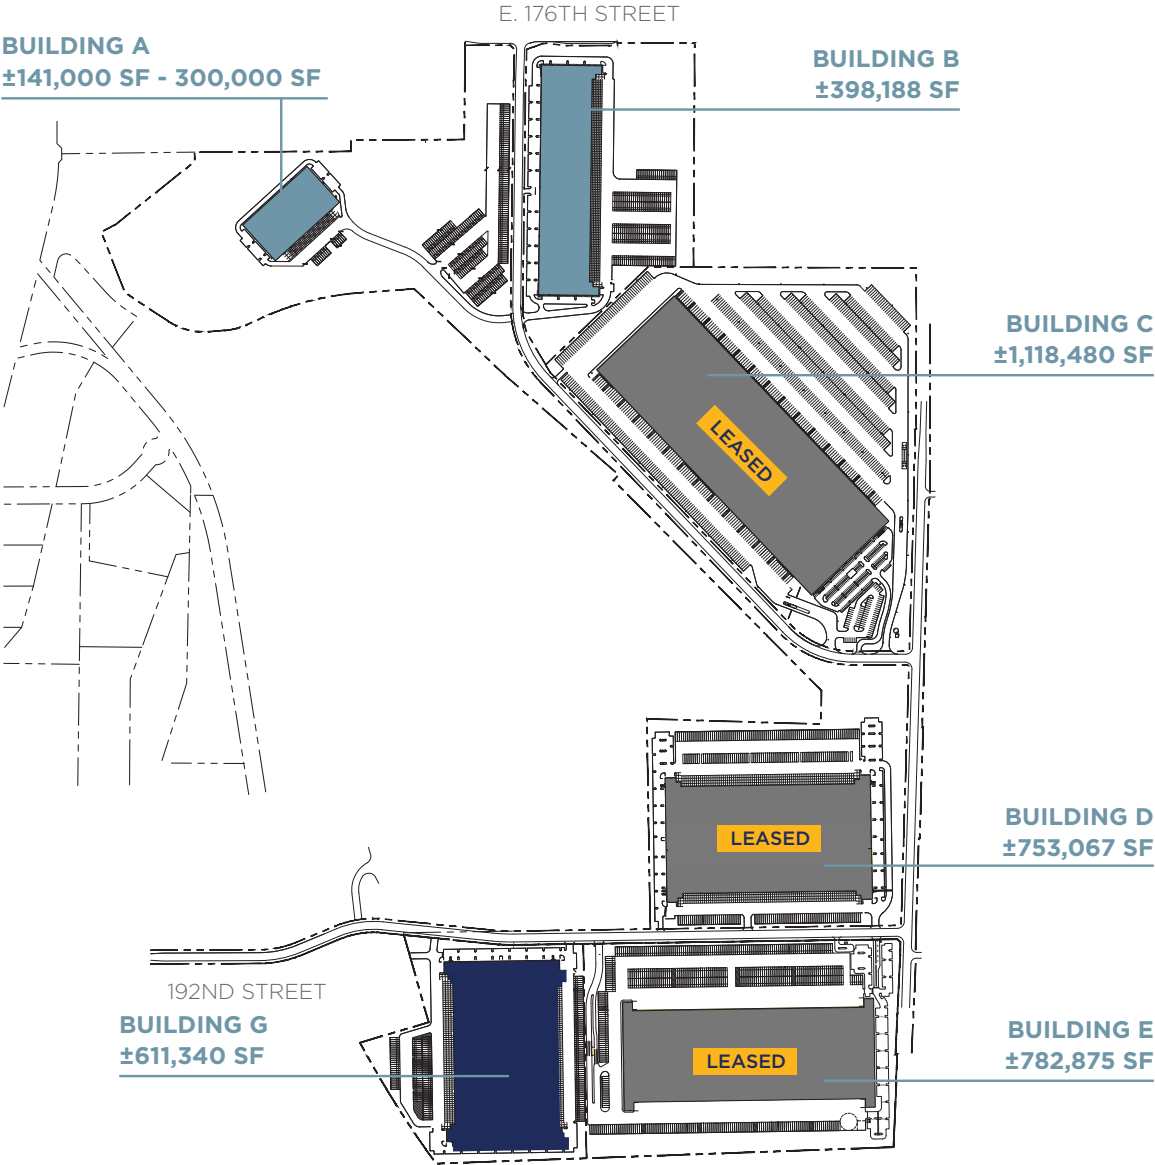 E. 176TH STREET
BUILDING A
±141,000 SF - 300,000 SF
BUILDING B
±398,188 SF
BUILDING C
±1,118,480 SF
LEASED
BUILDING D
±753,067 SF
LEASED
192ND STREET
BUILDING G
±611,340 SF
BUILDING E
±782,875 SF
LEASED